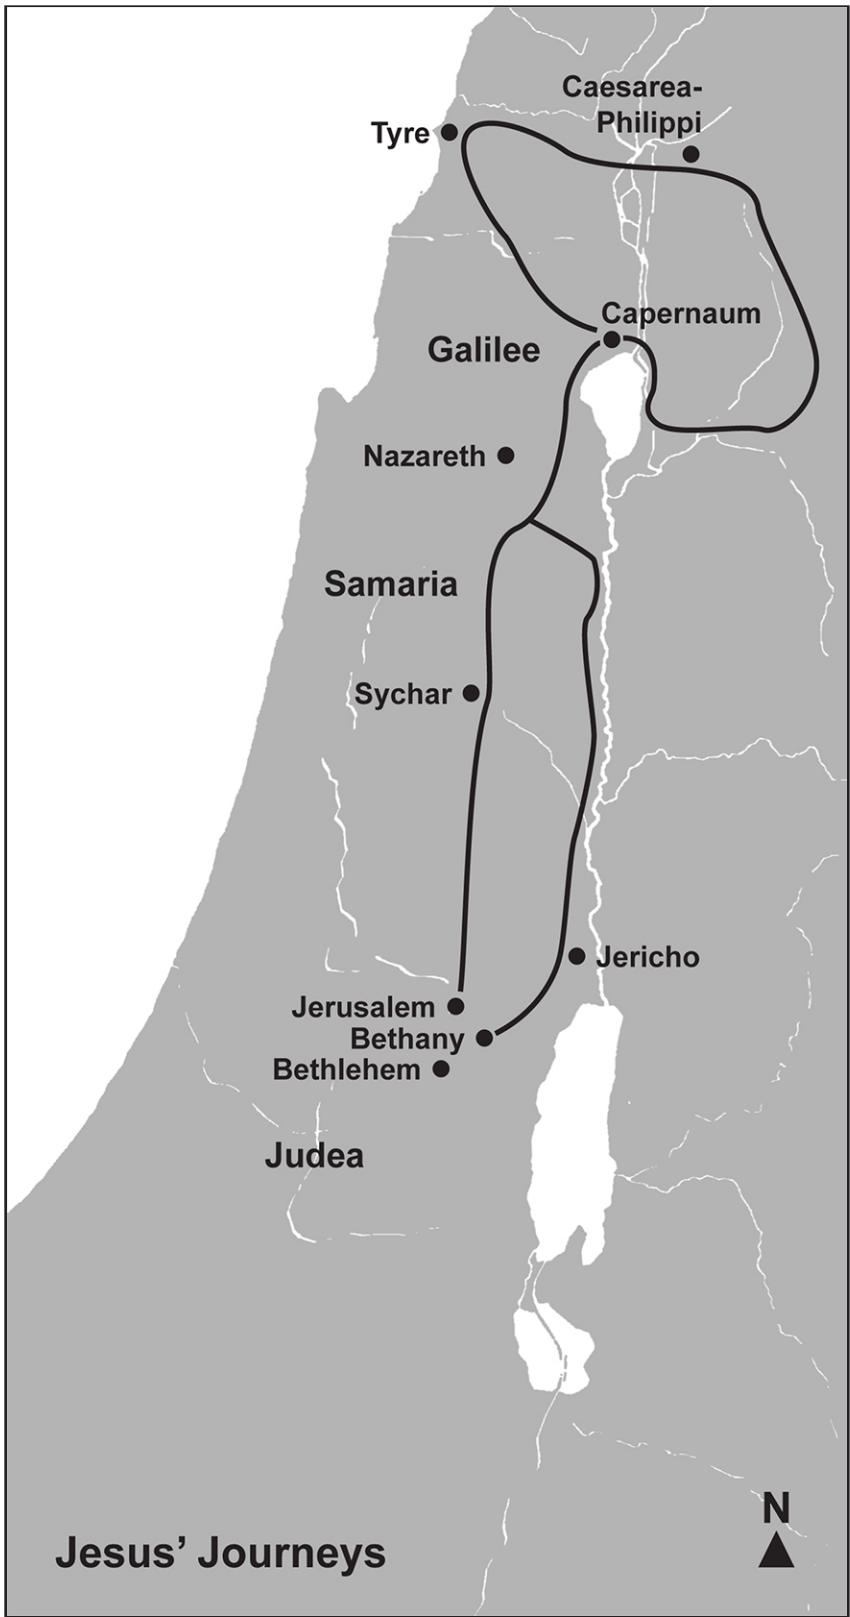 Caesarea-
Philippi
Tyre
Capernaum
Galilee
Nazareth
Samaria
Sychar
Jericho
Jerusalem
Bethany
Bethlehem
Judea
N
Jesus’ Journeys